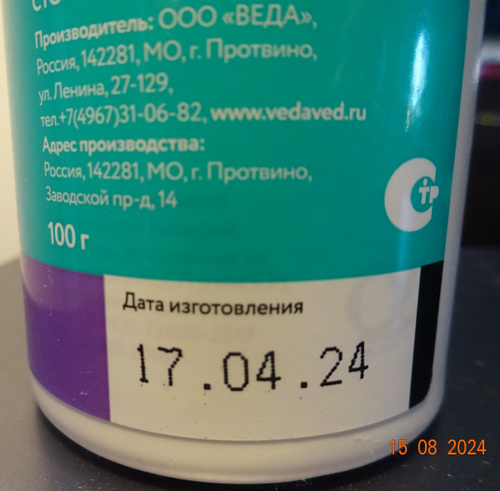 СТО
Производитель: ООО «ВЕДА»,
Россия, 142281, МО, г. Протвино,
ул. Ленина, 27-129,
тел.+7(4967)31-06-82, www.vedaved.ru
Адрес производства:
Россия, 142281, МО, г. Протвино,
Заводской пр-д, 14
100 г
Дата изготовления
17.04.24
15 08 2024